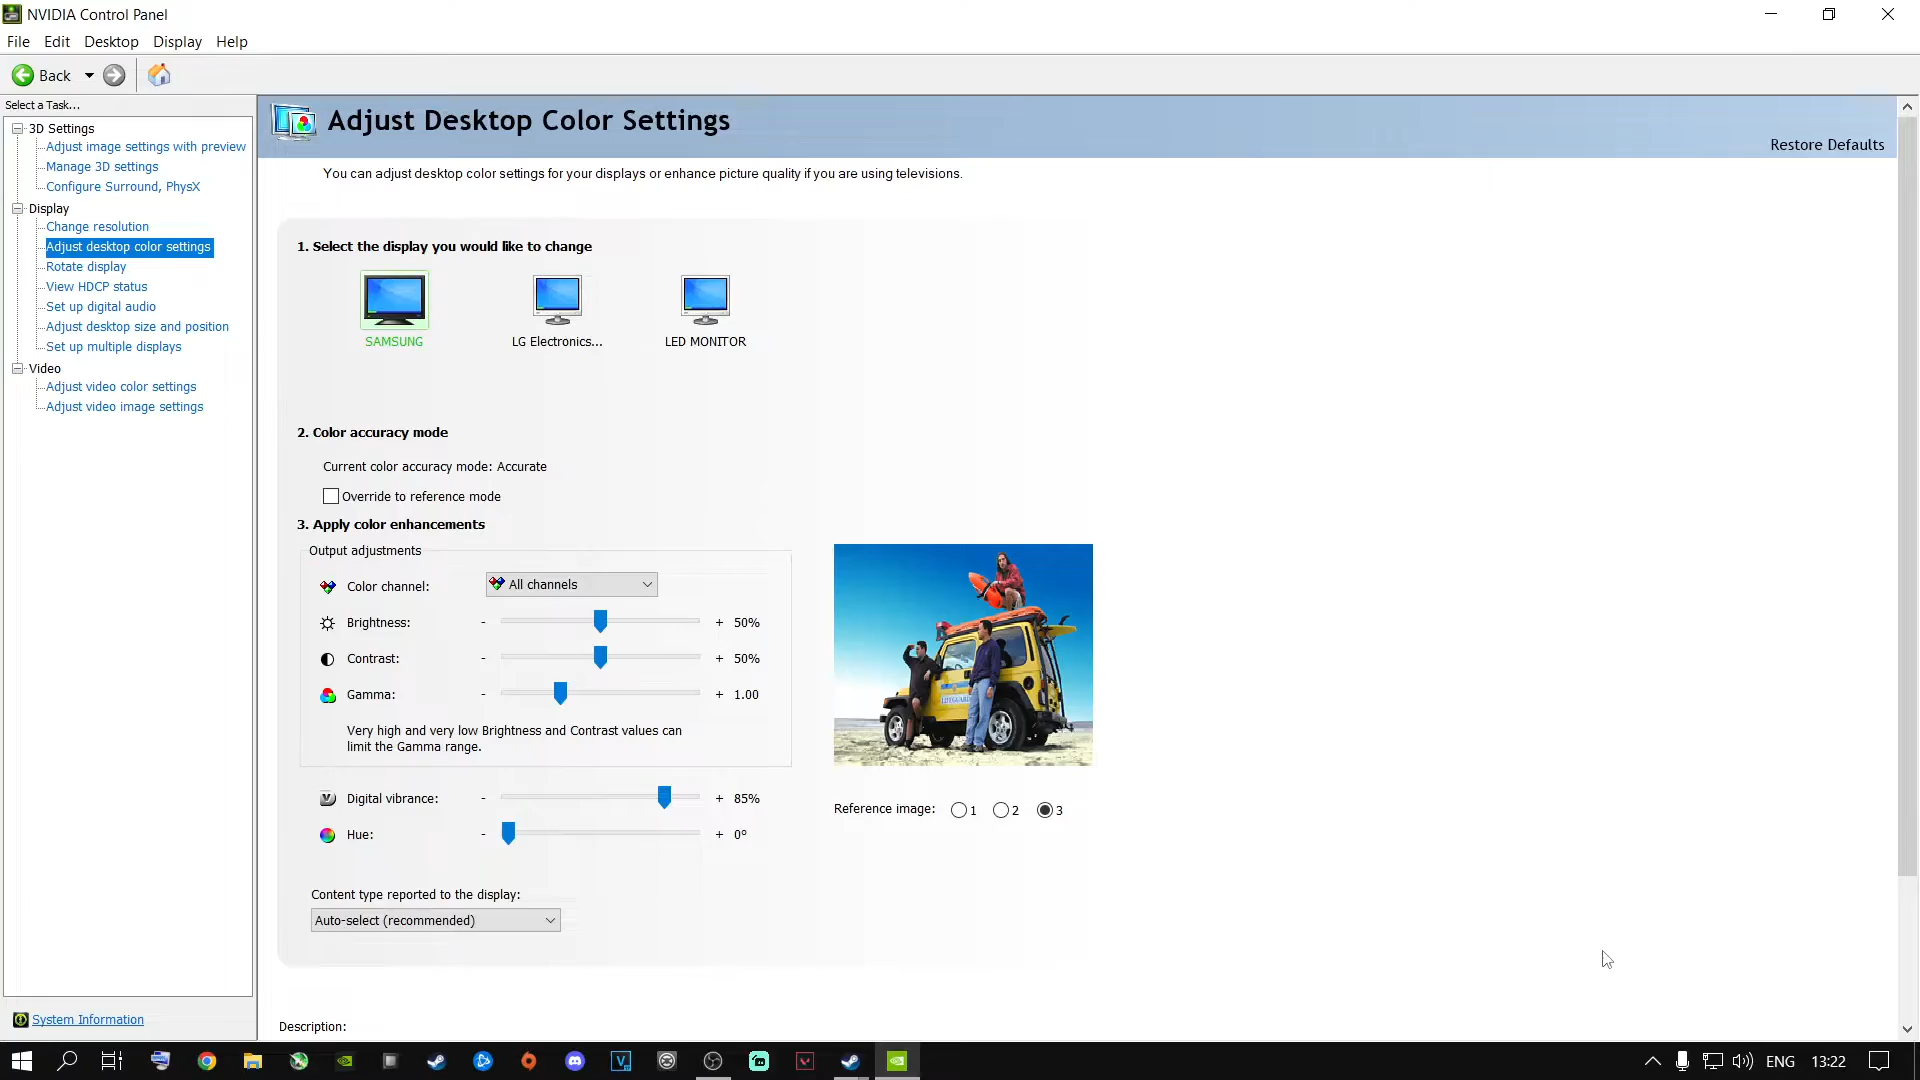 NVIDIA Control Panel
File Edit Desktop Display Help
Back
Select a Task...
3D Settings
Adjust image settings with preview
Manage 3D settings
Configure Surround, PhysX
Display
Change resolution
Adjust desktop color settings
Rotate display
View HDCP status
Set up digital audio
Adjust desktop size and position
Set up multiple displays
Video
Adjust video color settings
Adjust video image settings
System Information
Adjust Desktop Color Settings
Restore Defaults
You can adjust desktop color settings for your displays or enhance picture quality if you are using televisions.
1. Select the display you would like to change
SAMSUNG LG Electronics... LED MONITOR
2. Color accuracy mode
Current color accuracy mode: Accurate
Override to reference mode
3. Apply color enhancements
Output adjustments
Color channel: All channels
Brightness: - + 50%
Contrast: - + 50%
Gamma: - + 1.00
Very high and very low Brightness and Contrast values can
limit the Gamma range.
Digital vibrance: - + 85%
Hue: - + 0°
LIFEGUARD
Reference image: 1 2 3
Content type reported to the display:
Auto-select (recommended)
Description:
ENG 13:22